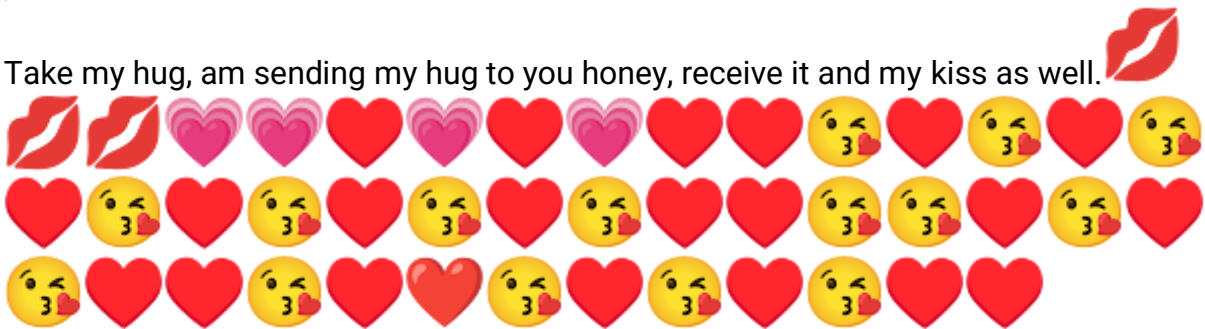 Take my hug, am sending my hug to you honey, receive it and my kiss as well.💋
💋💋💗💗♥💗♥💗♥♥😘♥😘♥😘
♥😘♥😘♥😘♥😘♥♥😘😘♥😘♥
😘♥♥😘♥❤️😘♥😘♥😘♥♥